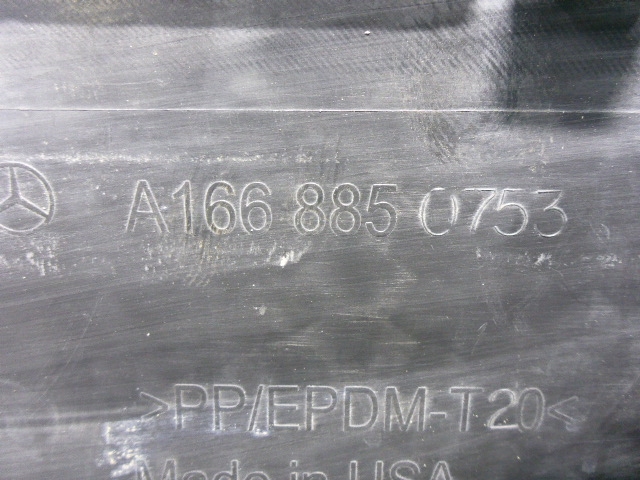 A166 885 0753
>PP/EPDM-T20<
Made in USA